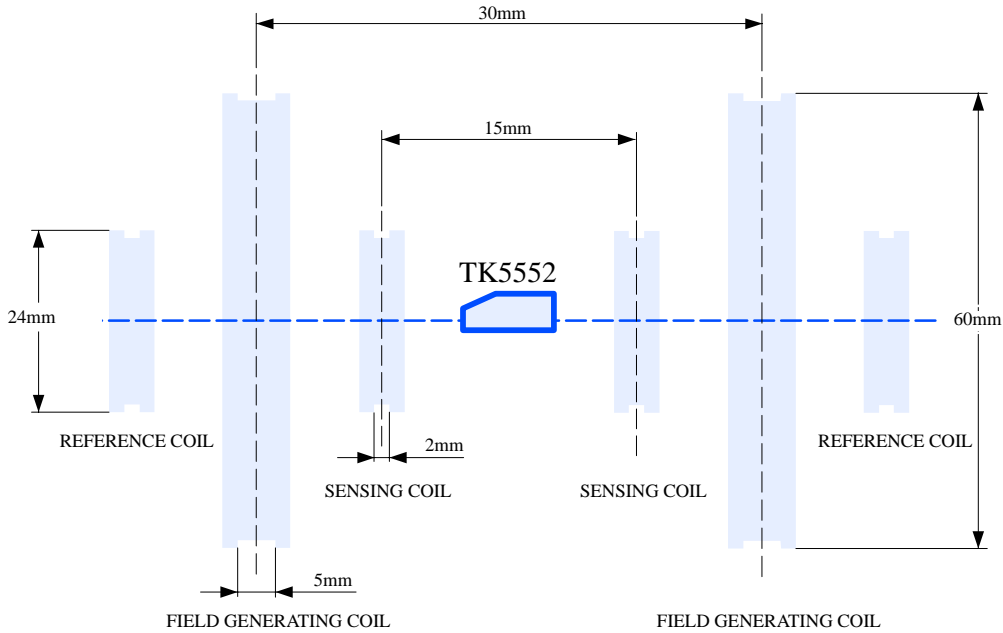 30mm
15mm
TK5552
24mm
60mm
REFERENCE COIL
REFERENCE COIL
2mm
SENSING COIL
SENSING COIL
5mm
FIELD GENERATING COIL
FIELD GENERATING COIL